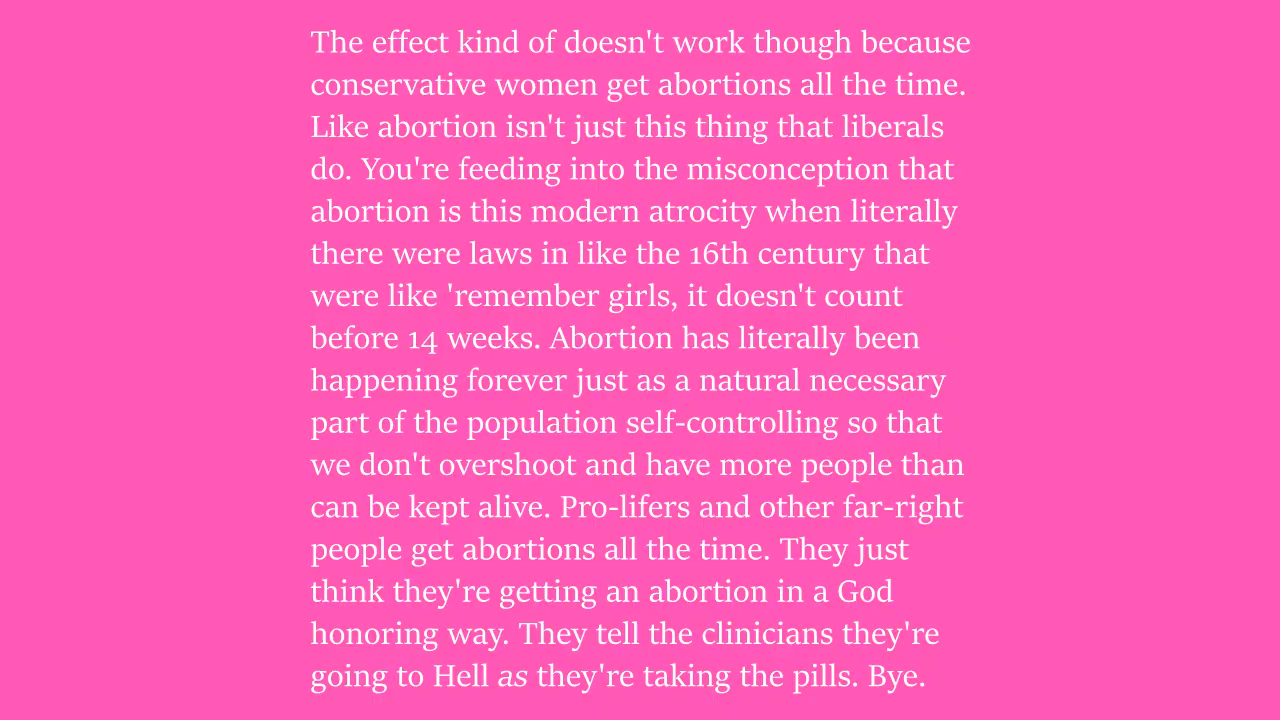 The effect kind of doesn't work though because
conservative women get abortions all the time.
Like abortion isn't just this thing that liberals
do. You're feeding into the misconception that
abortion is this modern atrocity when literally
there were laws in like the 16th century that
were like 'remember girls, it doesn't count
before 14 weeks. Abortion has literally been
happening forever just as a natural necessary
part of the population self-controlling so that
we don't overshoot and have more people than
can be kept alive. Pro-lifers and other far-right
people get abortions all the time. They just
think they're getting an abortion in a God
honoring way. They tell the clinicians they're
going to Hell as they're taking the pills. Bye.